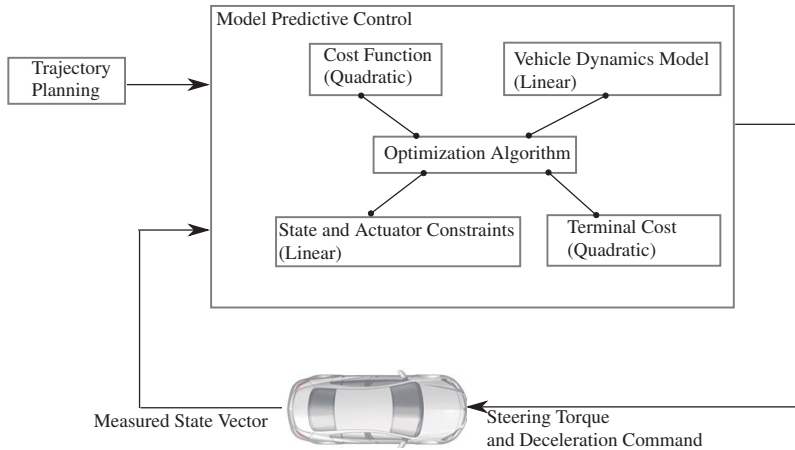 Model Predictive Control
Trajectory
Planning
Cost Function
(Quadratic)
Vehicle Dynamics Model
(Linear)
Optimization Algorithm
State and Actuator Constraints
(Linear)
Terminal Cost
(Quadratic)
Measured State Vector
Steering Torque
and Deceleration Command